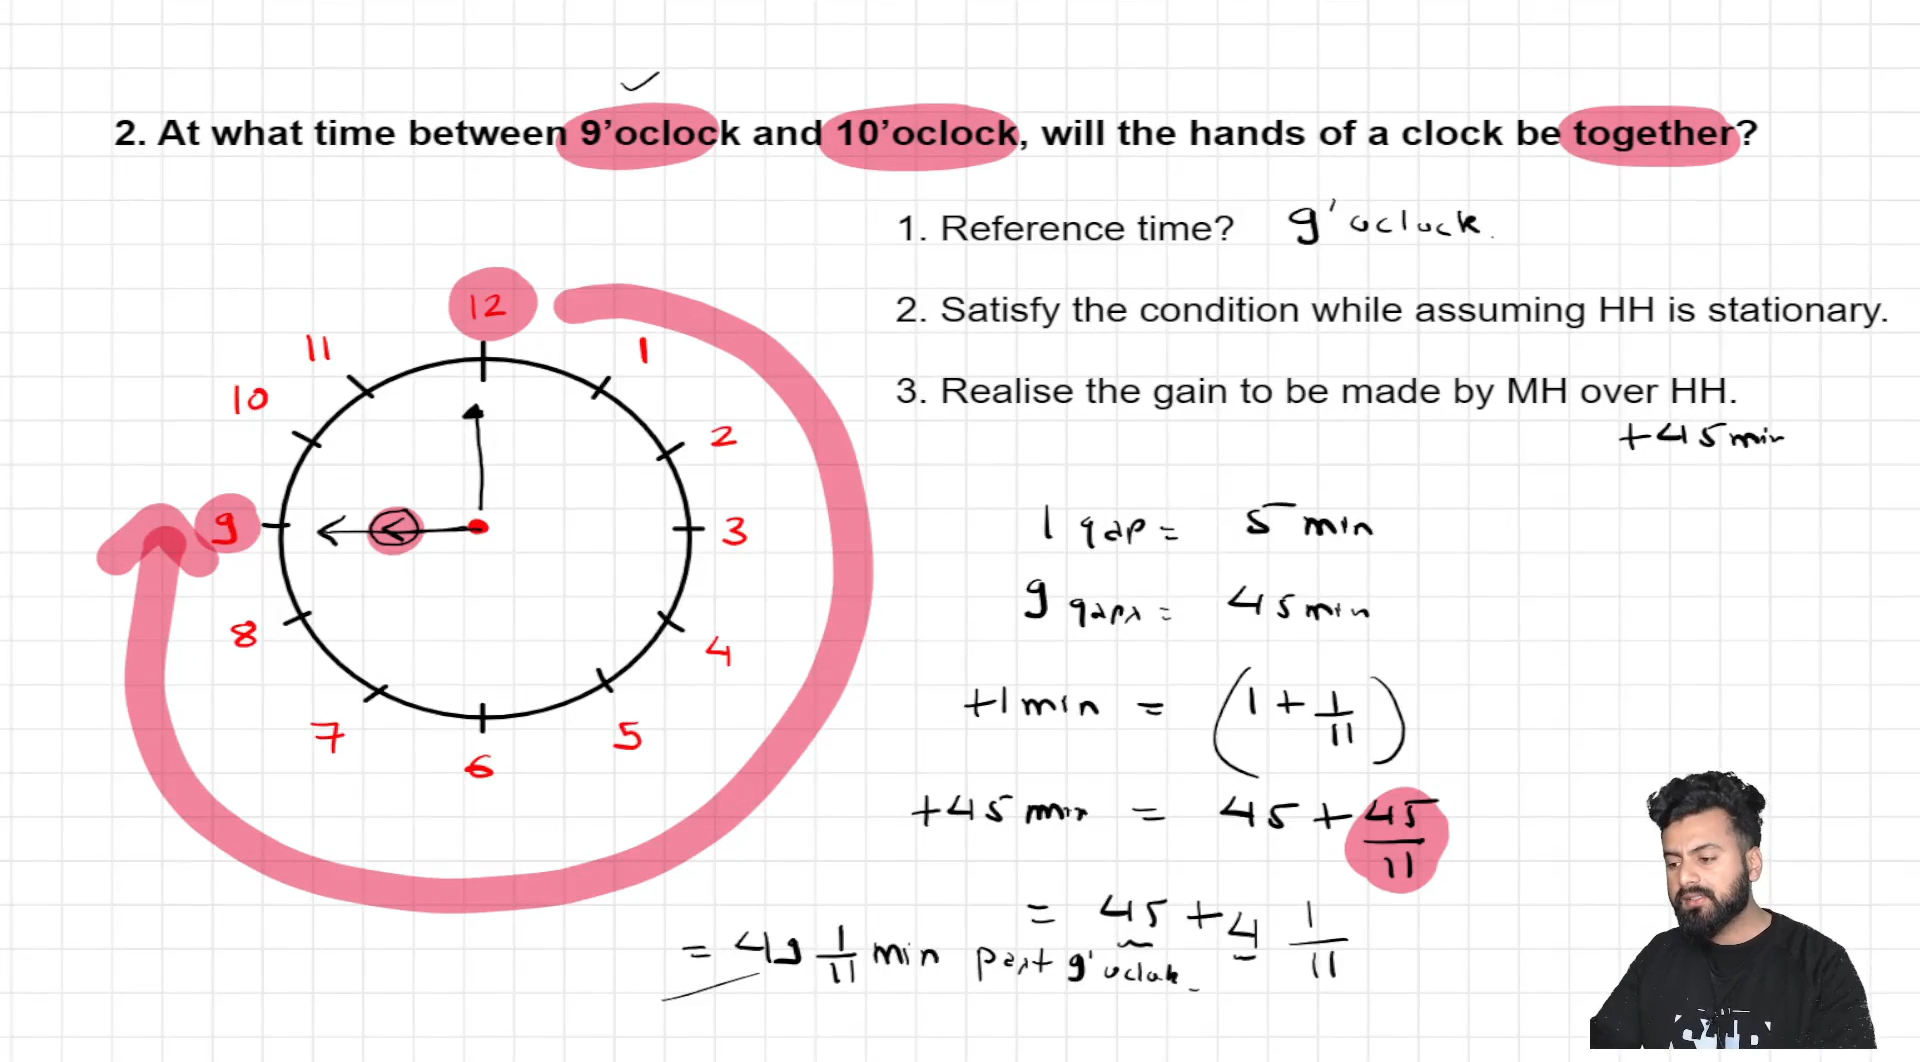 2. At what time between 9’oclock and 10’oclock, will the hands of a clock be together?
1. Reference time? 9'oclock.
2. Satisfy the condition while assuming HH is stationary.
3. Realise the gain to be made by MH over HH.
+45 min
12
11
1
10
2
9
3
8
4
7
5
6
1 gap = 5 min
9 gaps = 45 min
+1 min = (1 + 1/11)
+45 min = 45 + 45/11
= 45 + 4 1/11
= 49 1/11 min past 9'oclock.